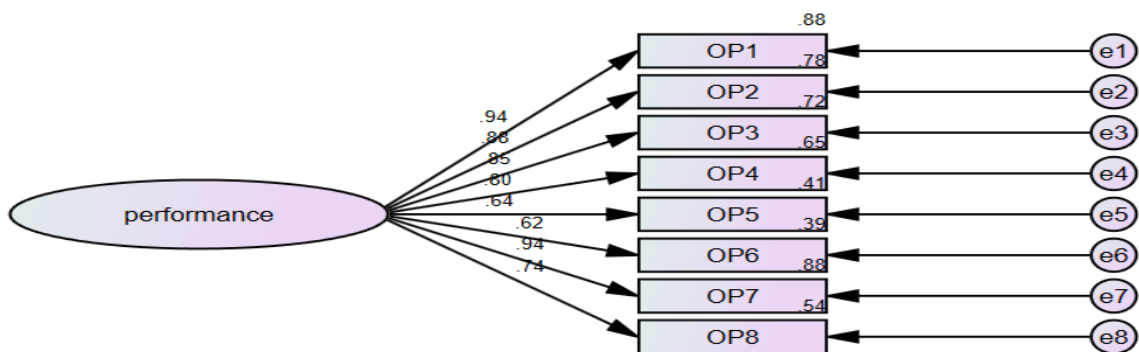 .88
OP1
e1
.78
OP2
e2
.72
.94
OP3
e3
.88
.65
.85
OP4
e4
.80
.41
.64
performance
OP5
e5
.39
.62
OP6
e6
.94
.88
.74
OP7
e7
.54
OP8
e8